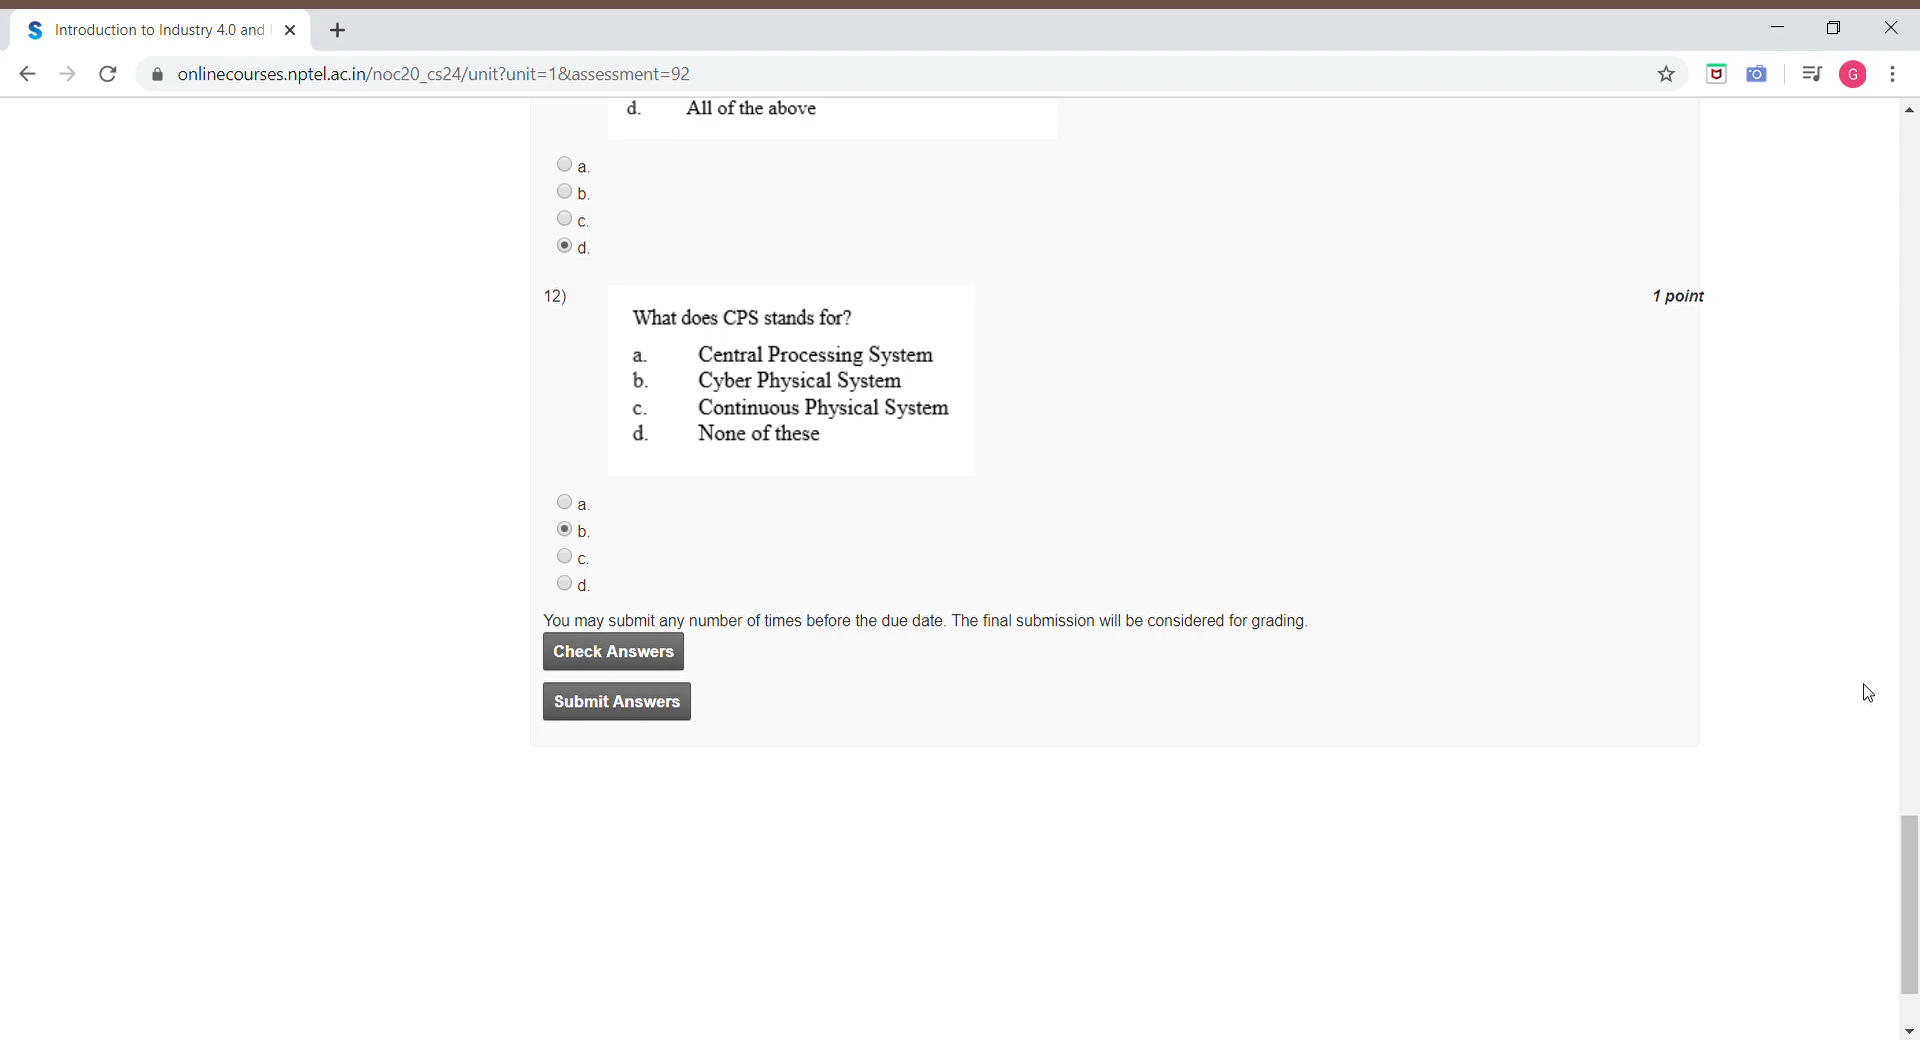 Introduction to Industry 4.0 and
onlinecourses.nptel.ac.in/noc20_cs24/unit?unit=1&assessment=92
G
d. All of the above
a.
b.
c.
d.
12)
1 point
What does CPS stands for?
a. Central Processing System
b. Cyber Physical System
c. Continuous Physical System
d. None of these
a.
b.
c.
d.
You may submit any number of times before the due date. The final submission will be considered for grading.
Check Answers
Submit Answers